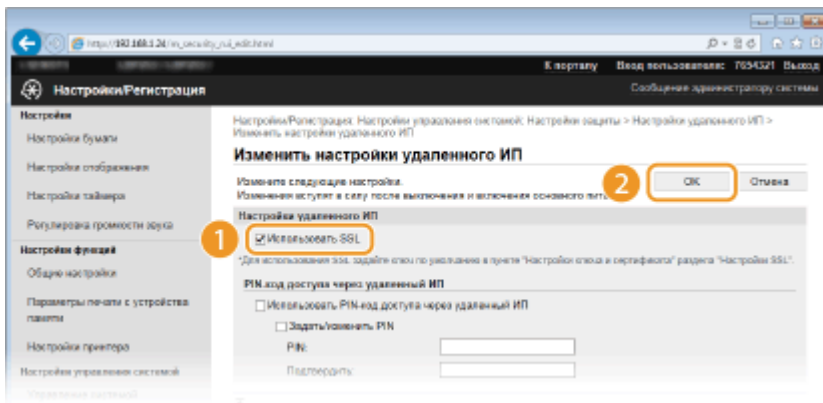 http://192.168.1.24/m_security_rui_edit.html
К порталу Вход пользователя: 7654321 Выход
Настройки/Регистрация
Сообщение администратору системы
Настройки
Настройки бумаги
Настройки отображения
Настройки таймера
Регулировка громкости звука
Настройки функций
Общие настройки
Параметры печати с устройства памяти
Настройки принтера
Настройки управления системой
Управление системой
Настройки/Регистрация: Настройки управления системой: Настройки защиты > Настройки удаленного ИП >
Изменить настройки удаленного ИП
Изменить настройки удаленного ИП
Измените следующие настройки.
Изменения вступят в силу после выключения и включения основного
2
ОК
Отмена
Настройки удаленного ИП
1
Использовать SSL
*Для использования SSL задайте ключ по умолчанию в пункте "Настройки ключа и сертификата" раздела "Настройки SSL".
PIN-код доступа через удаленный ИП
Использовать PIN-код доступа через удаленный ИП
Задать/изменить PIN
PIN:
Подтвердить: